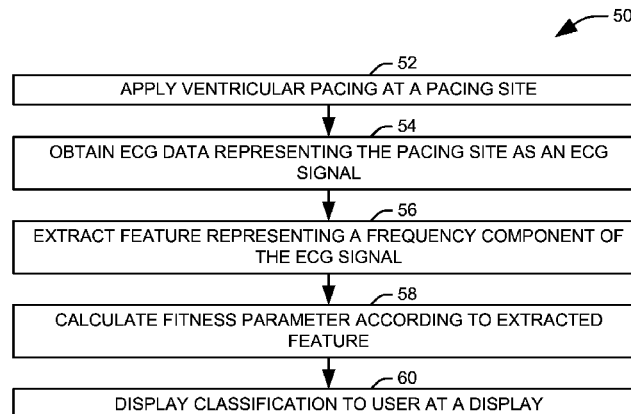 50
52
APPLY VENTRICULAR PACING AT A PACING SITE
54
OBTAIN ECG DATA REPRESENTING THE PACING SITE AS AN ECG
SIGNAL
56
EXTRACT FEATURE REPRESENTING A FREQUENCY COMPONENT OF
THE ECG SIGNAL
58
CALCULATE FITNESS PARAMETER ACCORDING TO EXTRACTED
FEATURE
60
DISPLAY CLASSIFICATION TO USER AT A DISPLAY